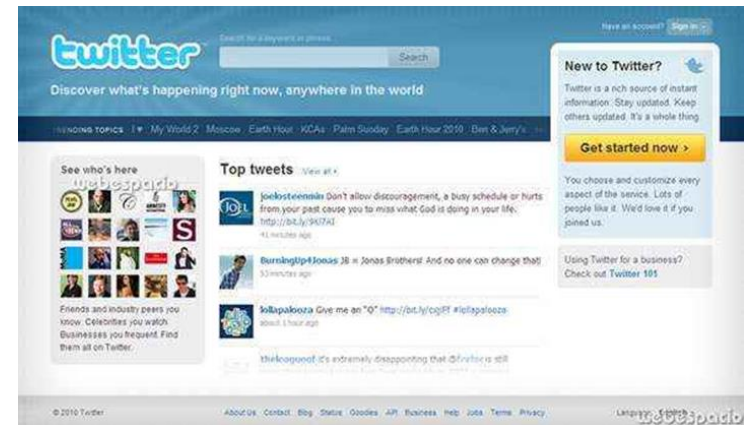 Have an account? Sign in
twitter
Search for a keyword or phrase
Search
Discover what's happening right now, anywhere in the world
TRENDING TOPICS I ♥ My World 2 Moscow Earth Hour KCAs Palm Sunday Earth Hour 2010 Ben & Jerry's
New to Twitter?
Twitter is a rich source of instant
information. Stay updated. Keep
others updated. It's a whole thing.
Get started now ›
You choose and customize every
aspect of the service. Lots of
people like it. We'd love it if you
joined us.
Using Twitter for a business?
Check out Twitter 101
See who's here
webespacio
Friends and industry peers you
know. Celebrities you watch.
Businesses you frequent. Find
them all on Twitter.
Top tweets View all
JOEL
joelosteenmin Don't allow discouragement, a busy schedule or hurts
from your past cause you to miss what God is doing in your life.
41 minutes ago
BurningUp4Jonas JB = Jonas Brothers! And no one can change that)
53 minutes ago
lollapalooza Give me an "O" #lollapalooza
about 1 hour ago
it's extremely disappointing that @firefox is still
© 2010 Twitter
About Us Contact Blog Status Goodies API Business Help Jobs Terms Privacy
Language: English
webespacio